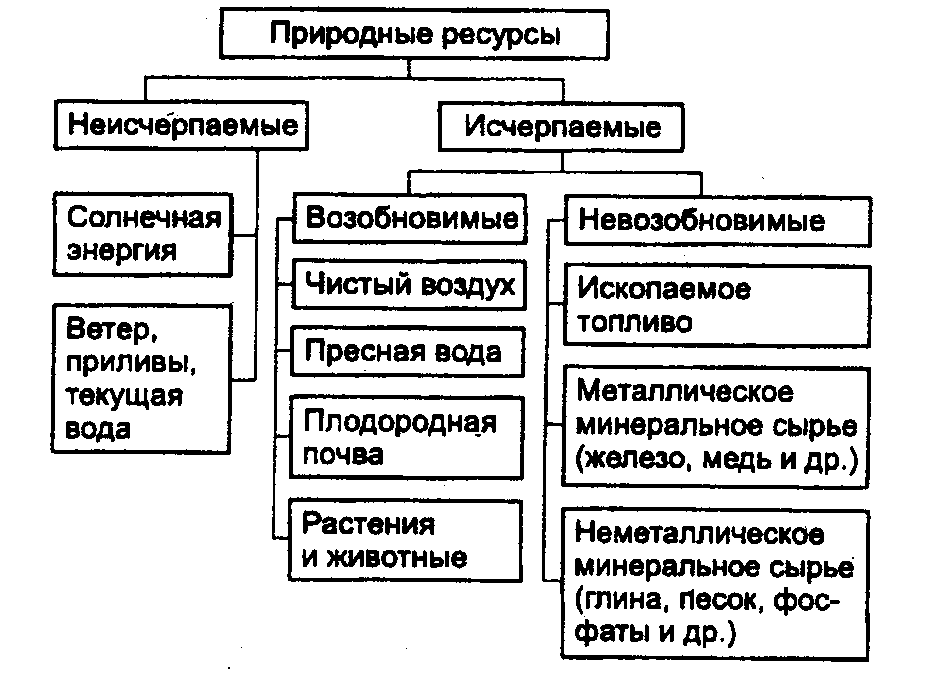 Природные ресурсы
Неисчерпаемые
Исчерпаемые
Солнечная
энергия
Ветер,
приливы,
текущая
вода
Возобновимые
Чистый воздух
Пресная вода
Плодородная
почва
Растения
и животные
Невозобновимые
Ископаемое
топливо
Металлическое
минеральное сырье
(железо, медь и др.)
Неметаллическое
минеральное сырье
(глина, песок, фос-
фаты и др.)